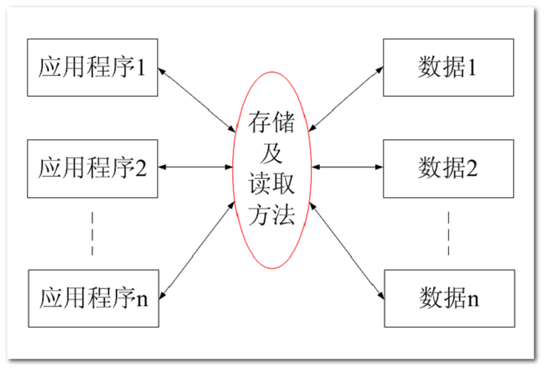 应用程序1
应用程序2
应用程序n
存储
及
读取
方法
数据1
数据2
数据n